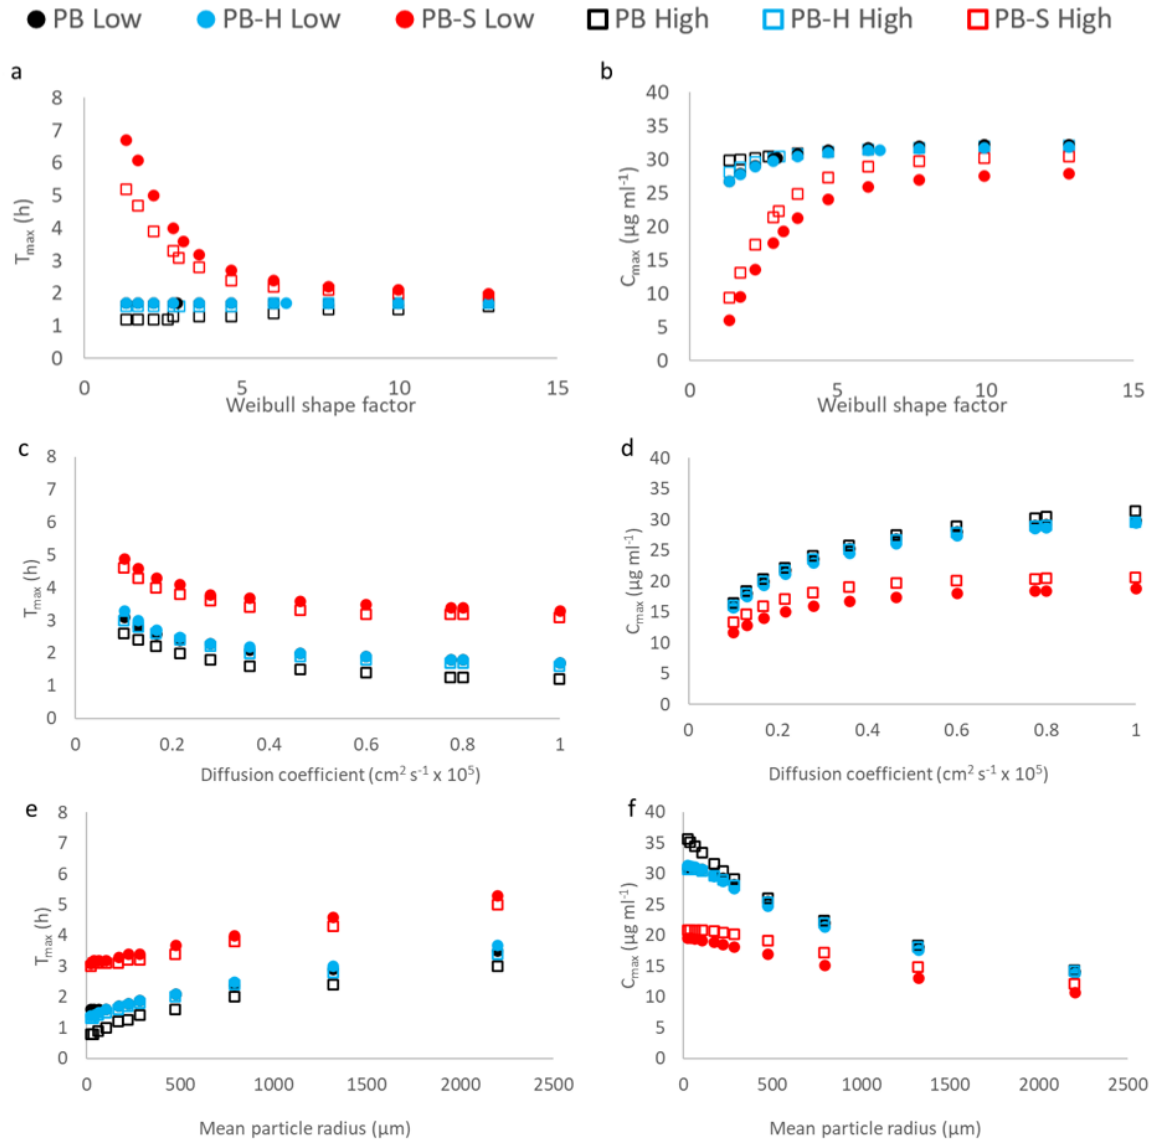 PB Low PB-H Low PB-S Low PB High PB-H High PB-S High
a
8
7
6
5
4
3
2
1
0
Tmax (h)
0 5 10 15
Weibull shape factor
b
40
35
30
25
20
15
10
5
0
Cmax (µg ml-1)
0 5 10 15
Weibull shape factor
c
8
7
6
5
4
3
2
1
0
Tmax (h)
0 0.2 0.4 0.6 0.8 1
Diffusion coefficient (cm2 s-1 x 105)
d
40
35
30
25
20
15
10
5
0
Cmax (µg ml-1)
0 0.2 0.4 0.6 0.8 1
Diffusion coefficient (cm2 s-1 x 105)
e
8
7
6
5
4
3
2
1
0
Tmax (h)
0 500 1000 1500 2000 2500
Mean particle radius (µm)
f
40
35
30
25
20
15
10
5
0
Cmax (µg ml-1)
0 500 1000 1500 2000 2500
Mean particle radius (µm)